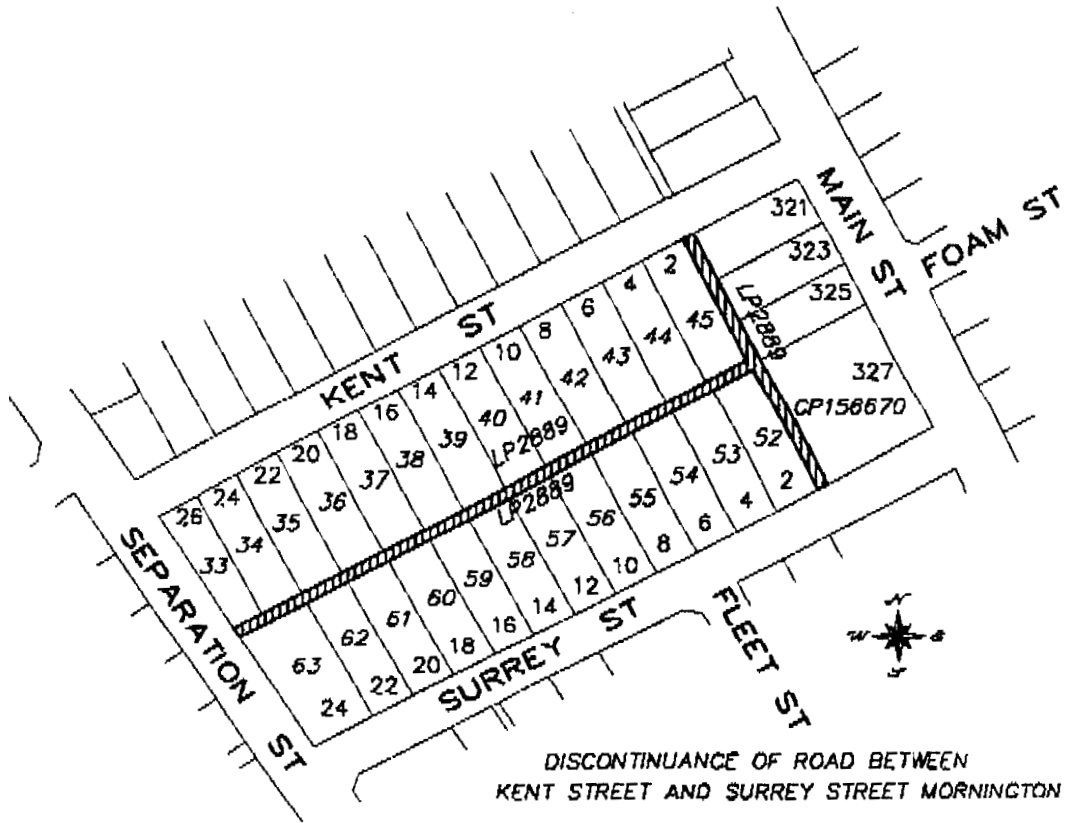 MAIN ST
FOAM ST
KENT ST
SEPARATION ST
SURREY ST
FLEET ST
321
323
325
327
CP156670
LP2889
26 24 22 20 18 16 14 12 10 8 6 4 2
33 34 35 36 37 38 39 40 41 42 43 44 45
LP2889
LP2889
63 62 61 60 59 58 57 56 55 54 53 52
24 22 20 18 16 14 12 10 8 6 4 2
N
W
S
DISCONTINUANCE OF ROAD BETWEEN
KENT STREET AND SURREY STREET MORNINGTON